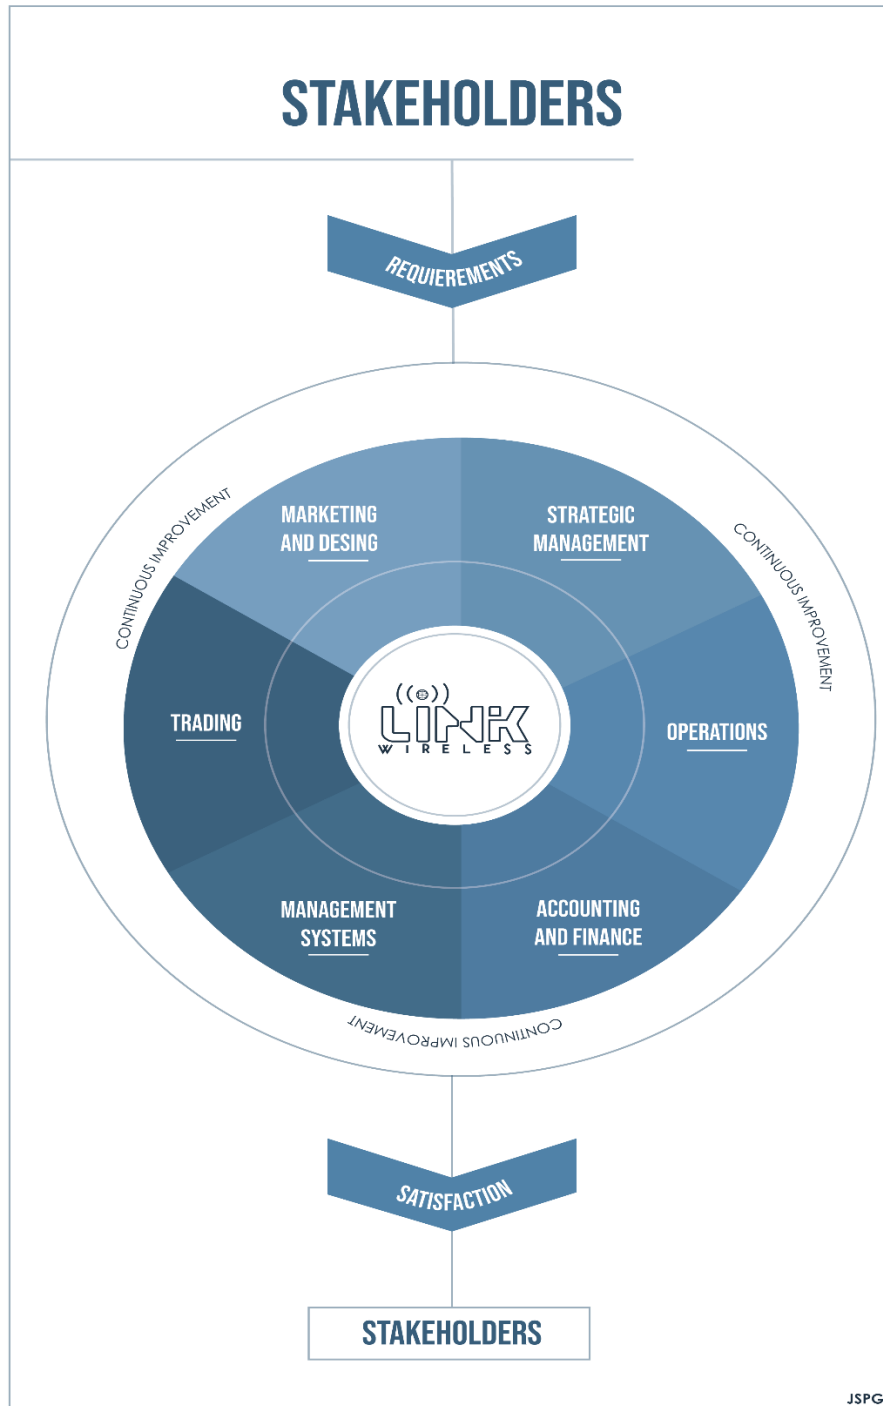 STAKEHOLDERS
REQUIEREMENTS
CONTINUOUS IMPROVEMENT
CONTINUOUS IMPROVEMENT
MARKETING
AND DESING
STRATEGIC
MANAGEMENT
TRADING
LINK
WIRELESS
OPERATIONS
MANAGEMENT
SYSTEMS
ACCOUNTING
AND FINANCE
CONTINUOUS IMPROVEMENT
SATISFACTION
STAKEHOLDERS
JSPG